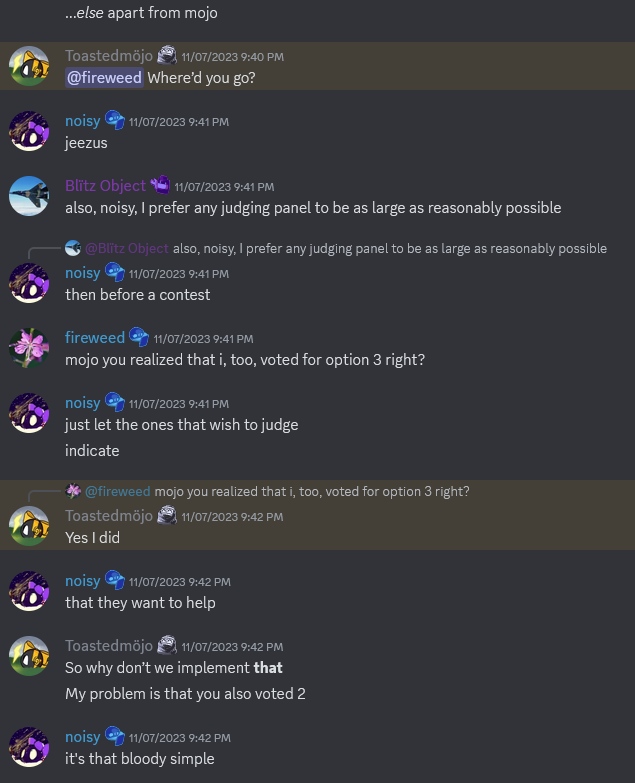 ...else apart from mojo
Toastedmöjo 11/07/2023 9:40 PM
@fireweed Where'd you go?
noisy 11/07/2023 9:41 PM
jeezus
Blïtz Object 11/07/2023 9:41 PM
also, noisy, I prefer any judging panel to be as large as reasonably possible
@Blïtz Object also, noisy, I prefer any judging panel to be as large as reasonably possible
noisy 11/07/2023 9:41 PM
then before a contest
fireweed 11/07/2023 9:41 PM
mojo you realized that i, too, voted for option 3 right?
noisy 11/07/2023 9:41 PM
just let the ones that wish to judge
indicate
@fireweed mojo you realized that i, too, voted for option 3 right?
Toastedmöjo 11/07/2023 9:42 PM
Yes I did
noisy 11/07/2023 9:42 PM
that they want to help
Toastedmöjo 11/07/2023 9:42 PM
So why don't we implement that
My problem is that you also voted 2
noisy 11/07/2023 9:42 PM
it's that bloody simple